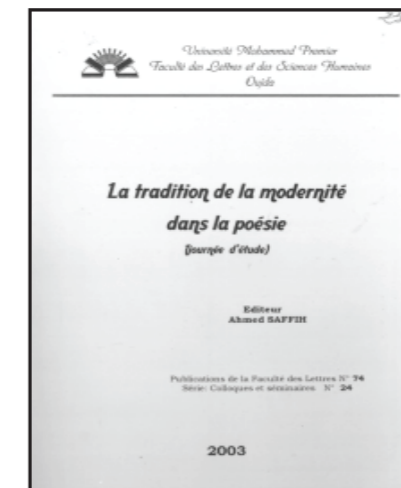 Université Mohammed Premier
Faculté des Lettres et des Sciences Humaines
Oujda
La tradition de la modernité
dans la poésie
(journée d'étude)
Editeur
Ahmed SAFFIH
Publications de la Faculté des Lettres N° 74
Série: Colloques et séminaires N° 24
2003